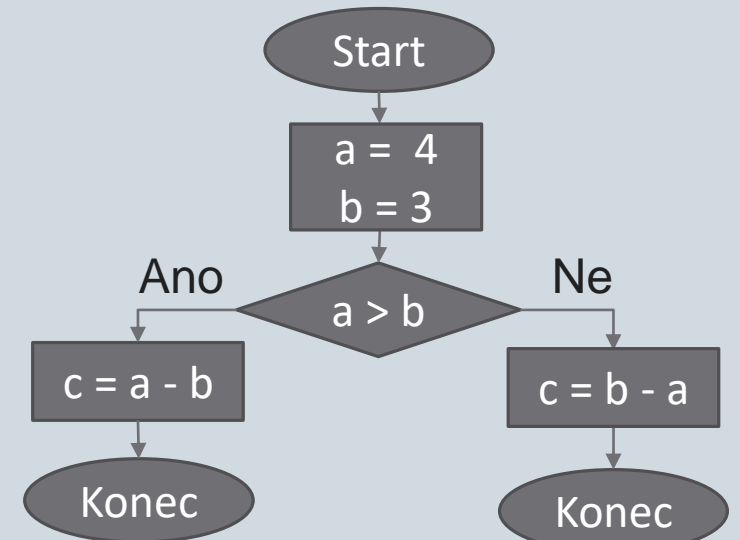 Start
a = 4
b = 3
Ano
Ne
a > b
c = a - b
c = b - a
Konec
Konec